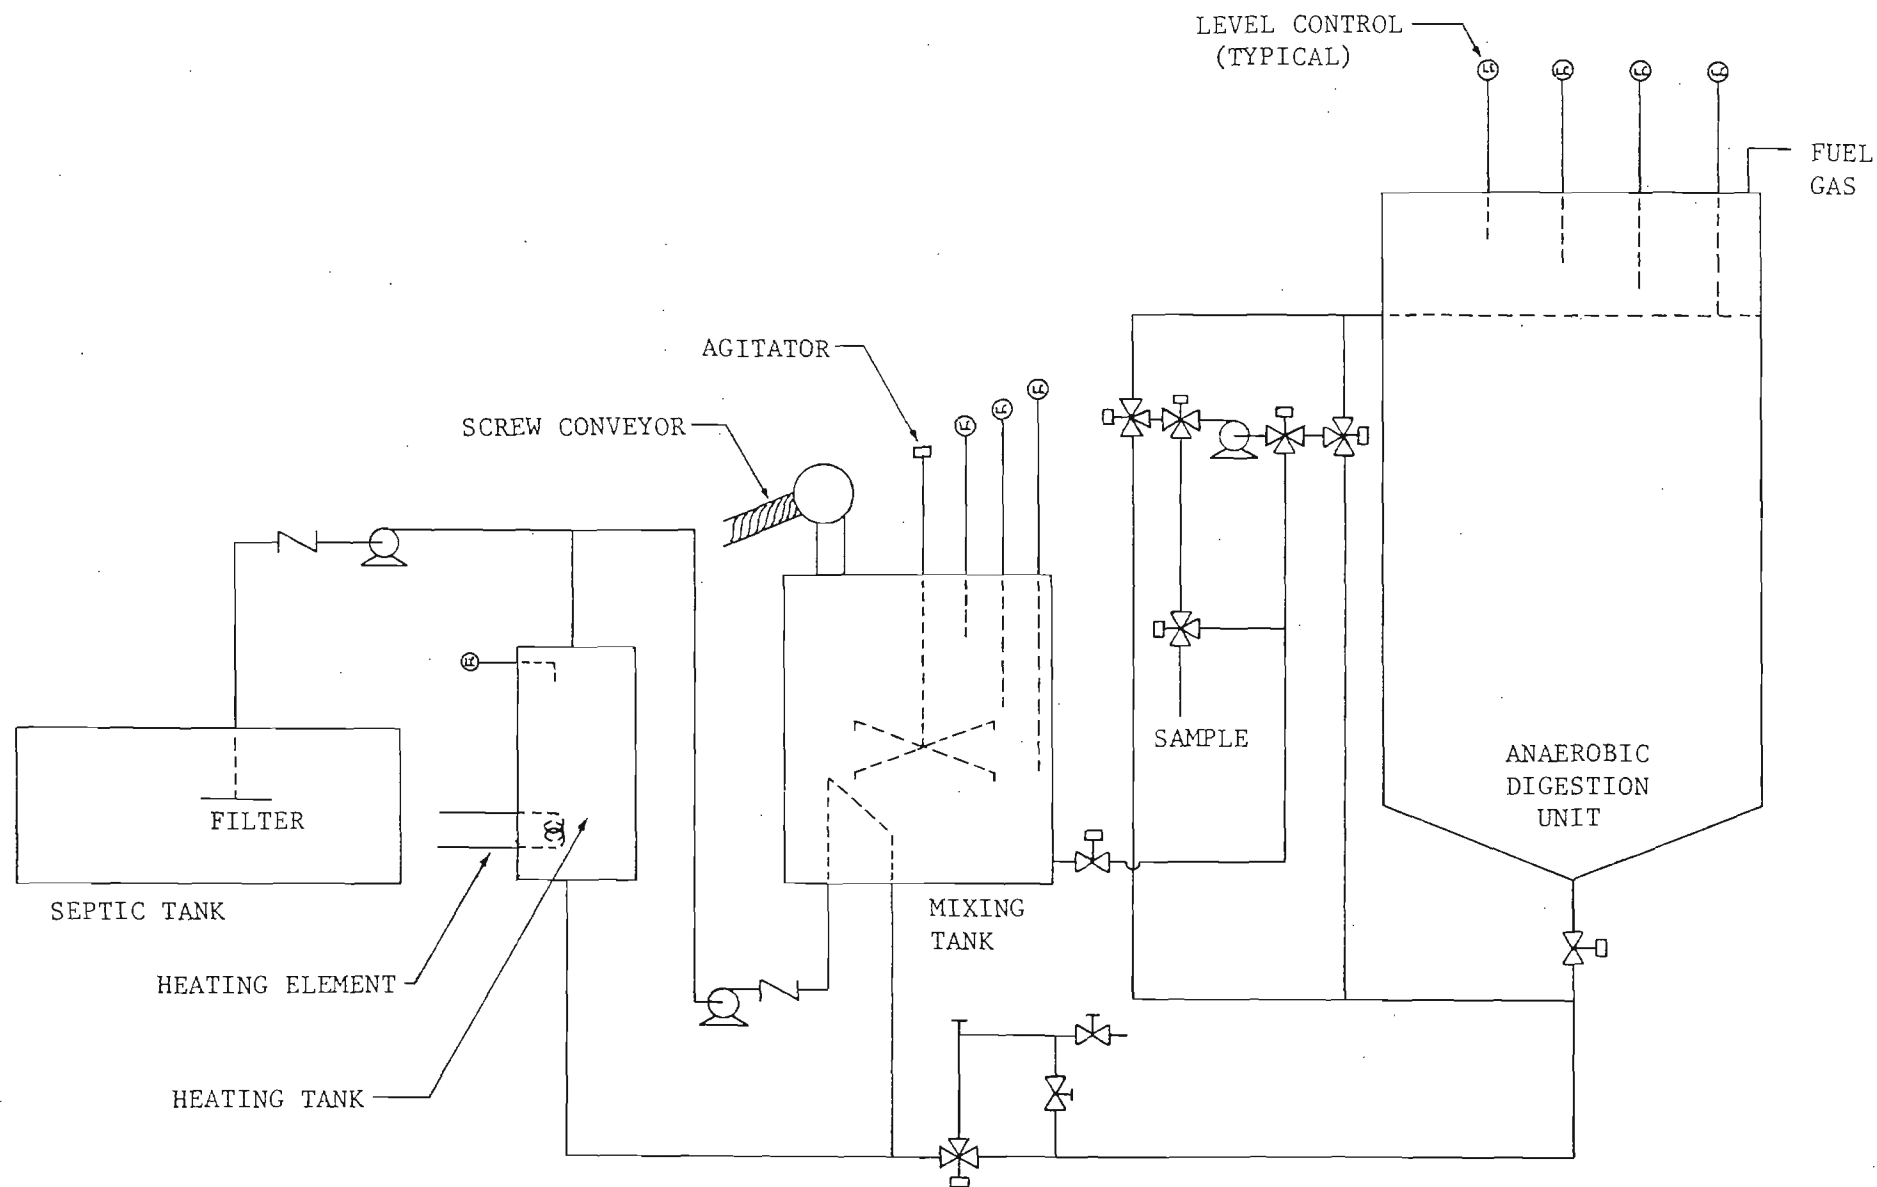 LEVEL CONTROL
(TYPICAL)
FUEL
GAS
AGITATOR
SCREW CONVEYOR
SAMPLE
ANAEROBIC
DIGESTION
UNIT
FILTER
SEPTIC TANK
MIXING
TANK
HEATING ELEMENT
HEATING TANK